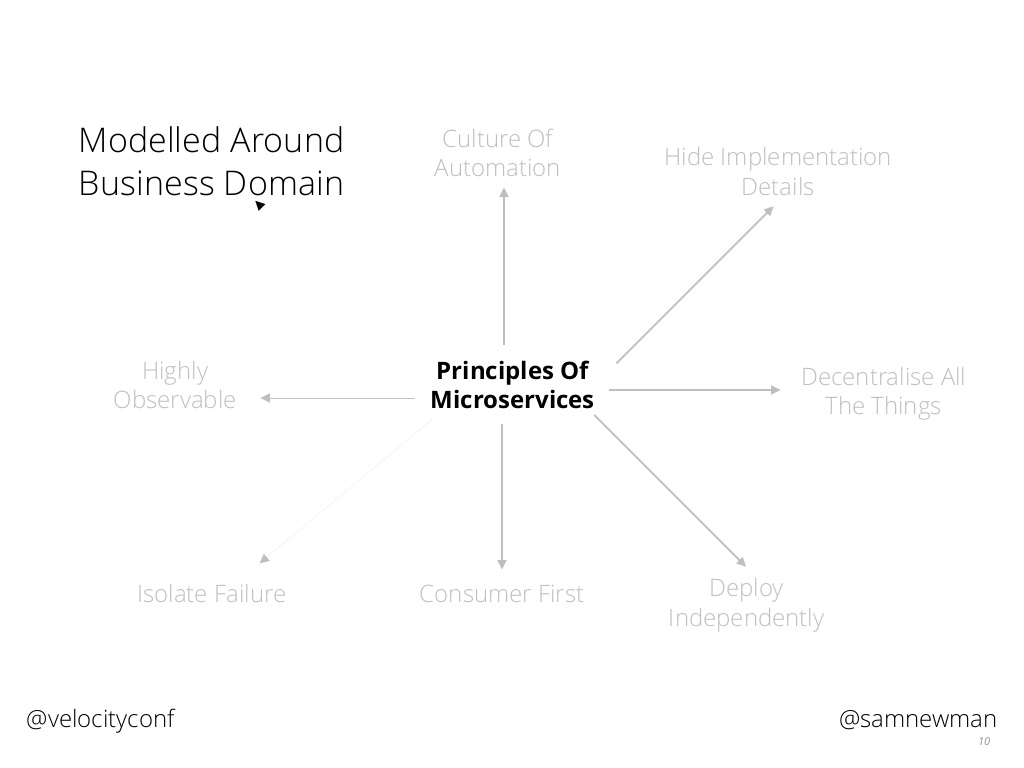 Modelled Around
Business Domain
Culture Of
Automation
Hide Implementation
Details
Highly
Observable
Principles Of
Microservices
Decentralise All
The Things
Isolate Failure
Consumer First
Deploy
Independently
@velocityconf
@samnewman
10